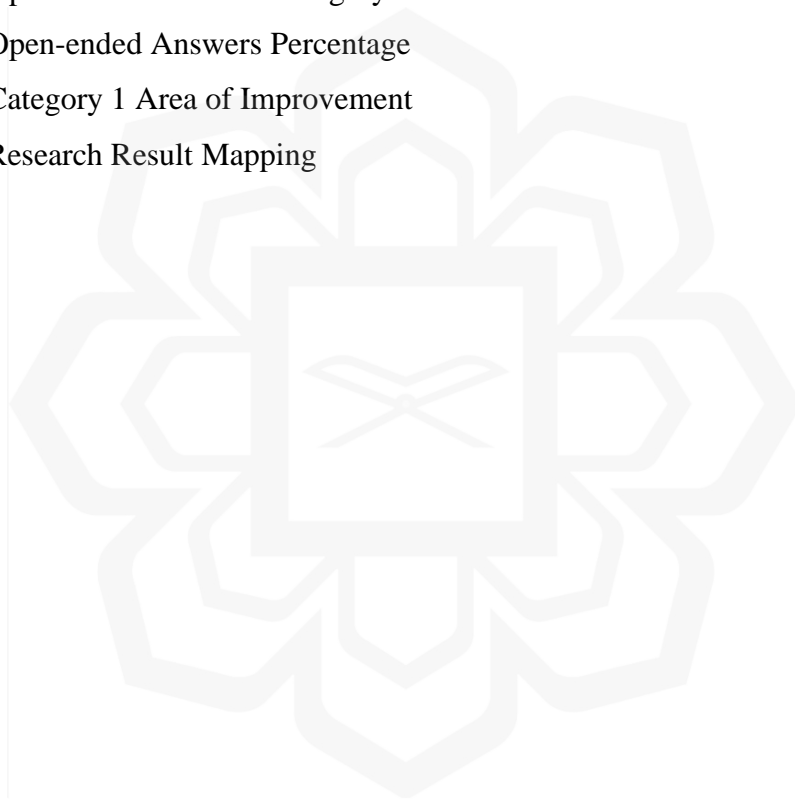 Open-ended Answers Percentage
Category 1 Area of Improvement
Research Result Mapping